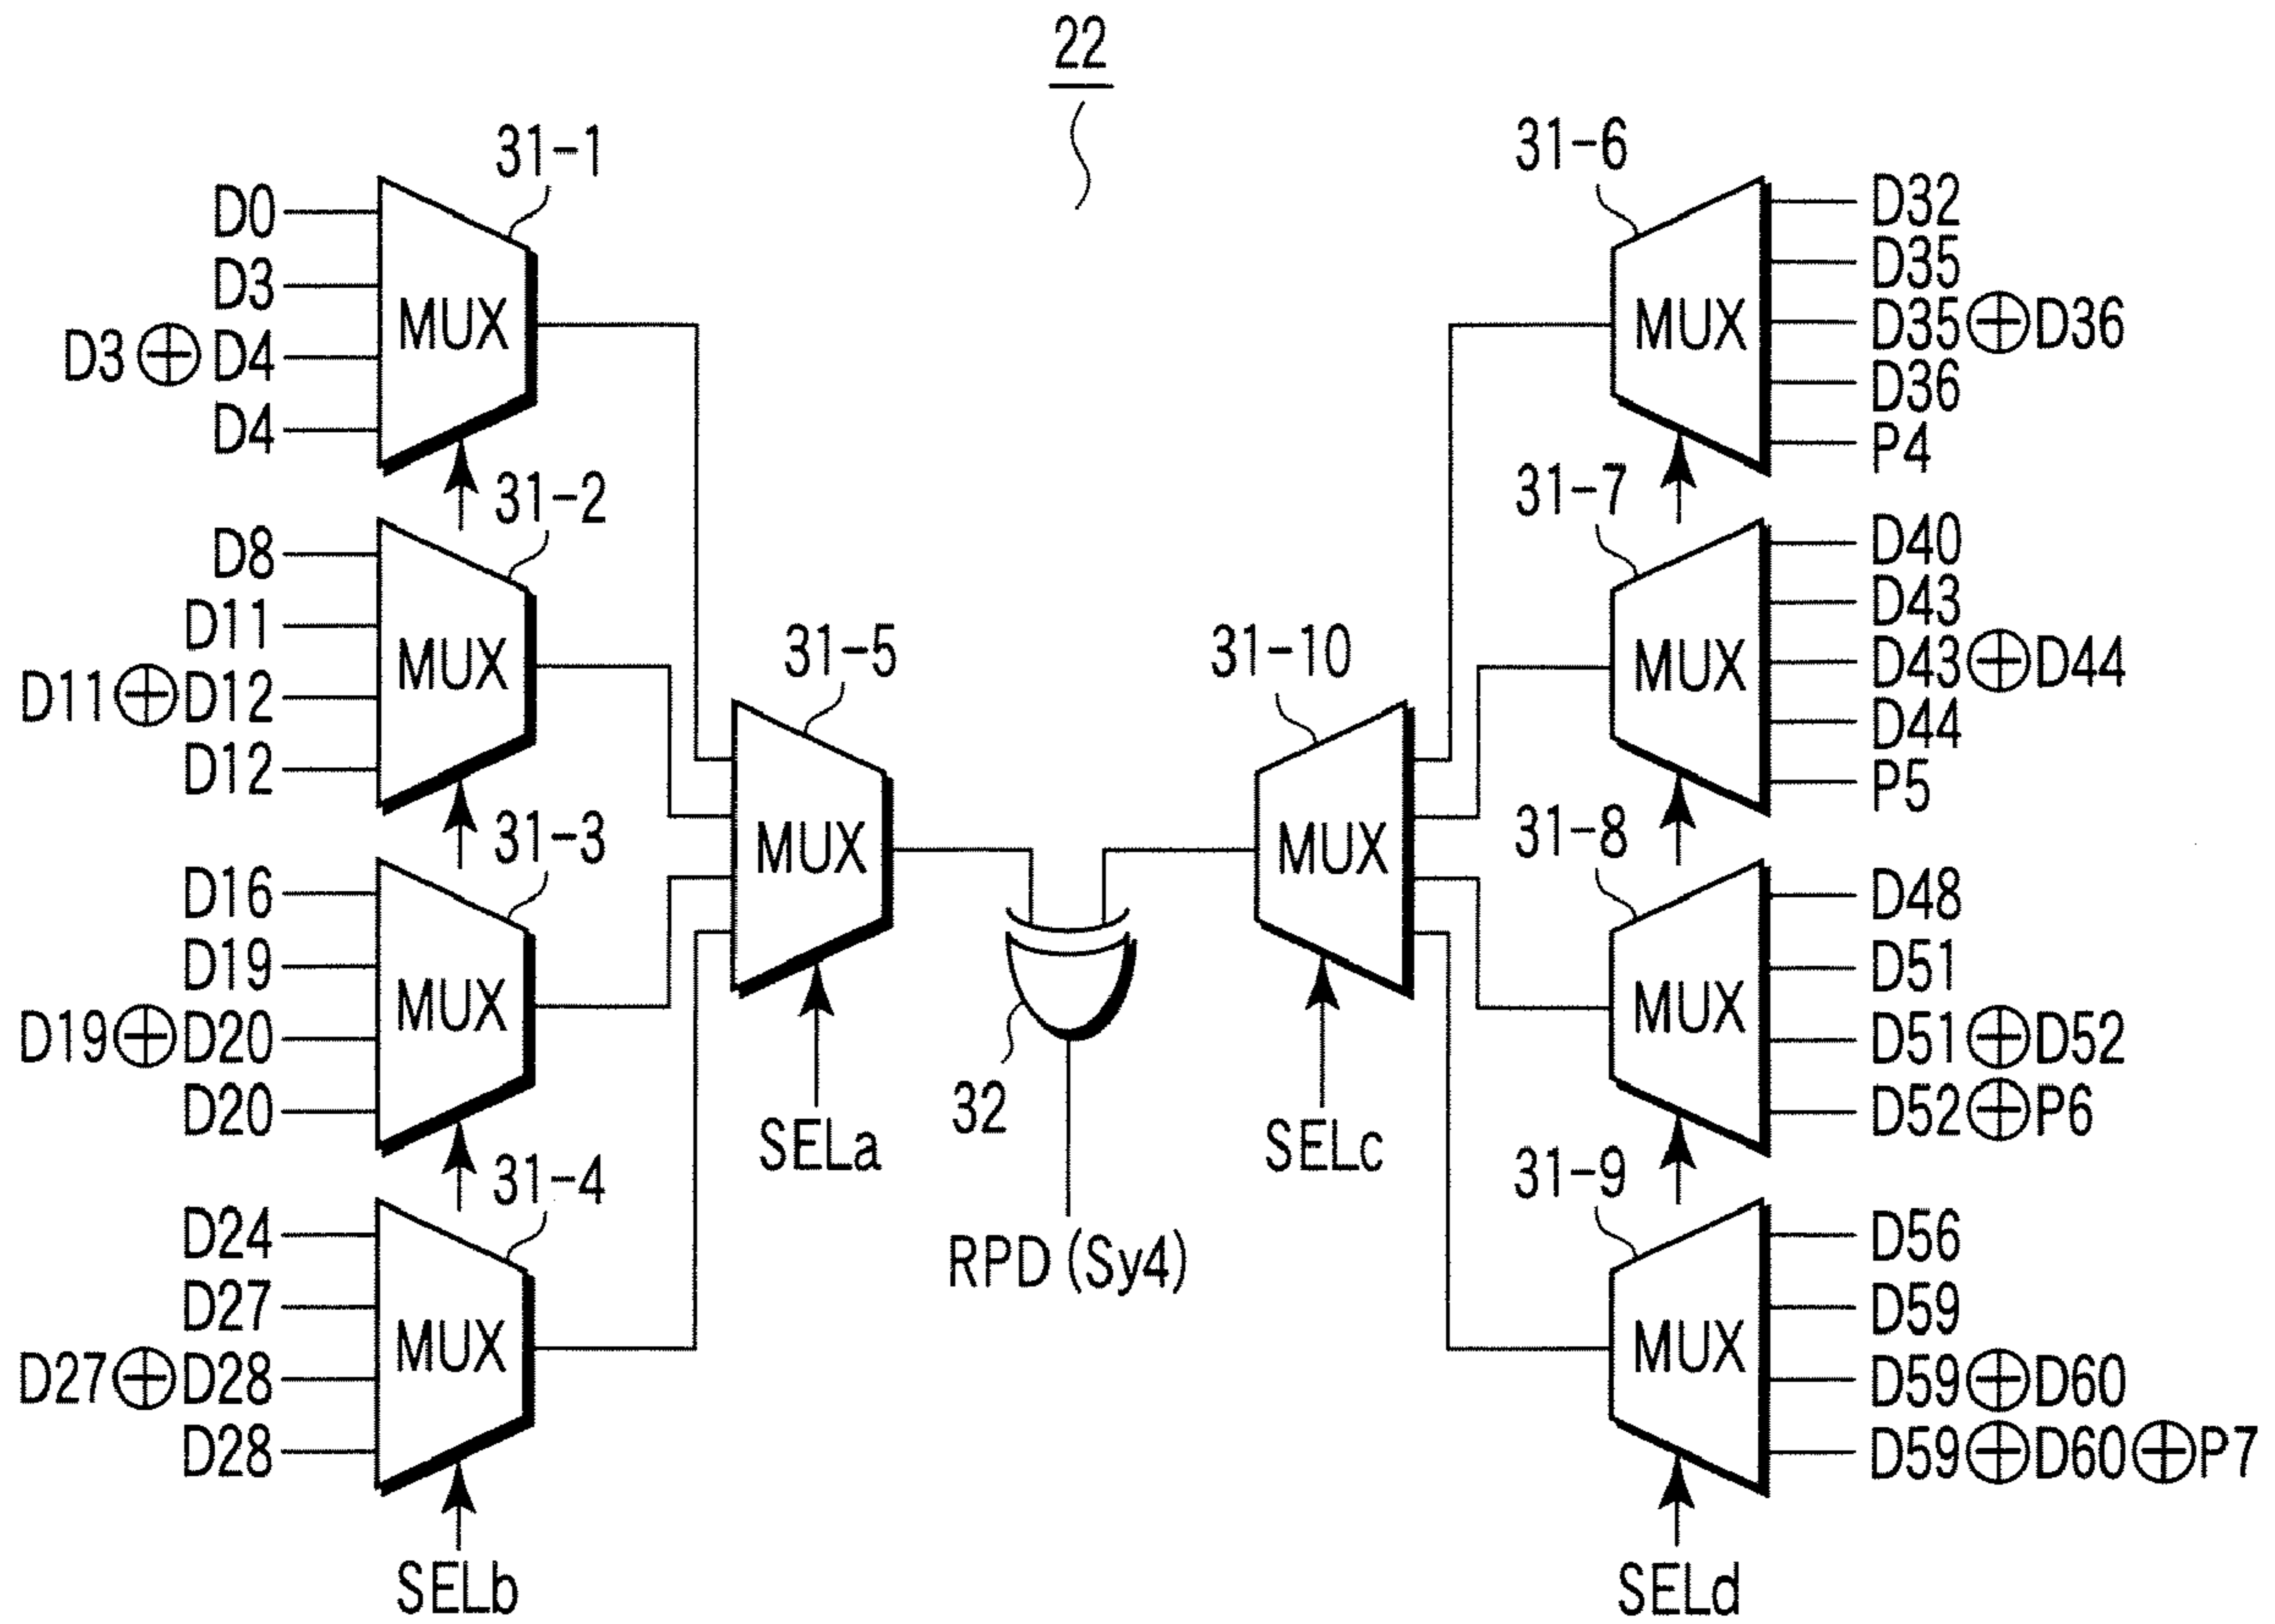 22
31-1
D0
D3
D3 ⊕ D4
D4
MUX
31-2
D8
D11
D11 ⊕ D12
D12
MUX
31-3
D16
D19
D19 ⊕ D20
D20
MUX
31-4
D24
D27
D27 ⊕ D28
D28
MUX
SELb
31-5
MUX
SELa
32
RPD (Sy4)
31-10
MUX
SELc
31-6
MUX
D32
D35
D35 ⊕ D36
D36
P4
31-7
MUX
D40
D43
D43 ⊕ D44
D44
P5
31-8
MUX
D48
D51
D51 ⊕ D52
D52 ⊕ P6
31-9
MUX
D56
D59
D59 ⊕ D60
D59 ⊕ D60 ⊕ P7
SELd